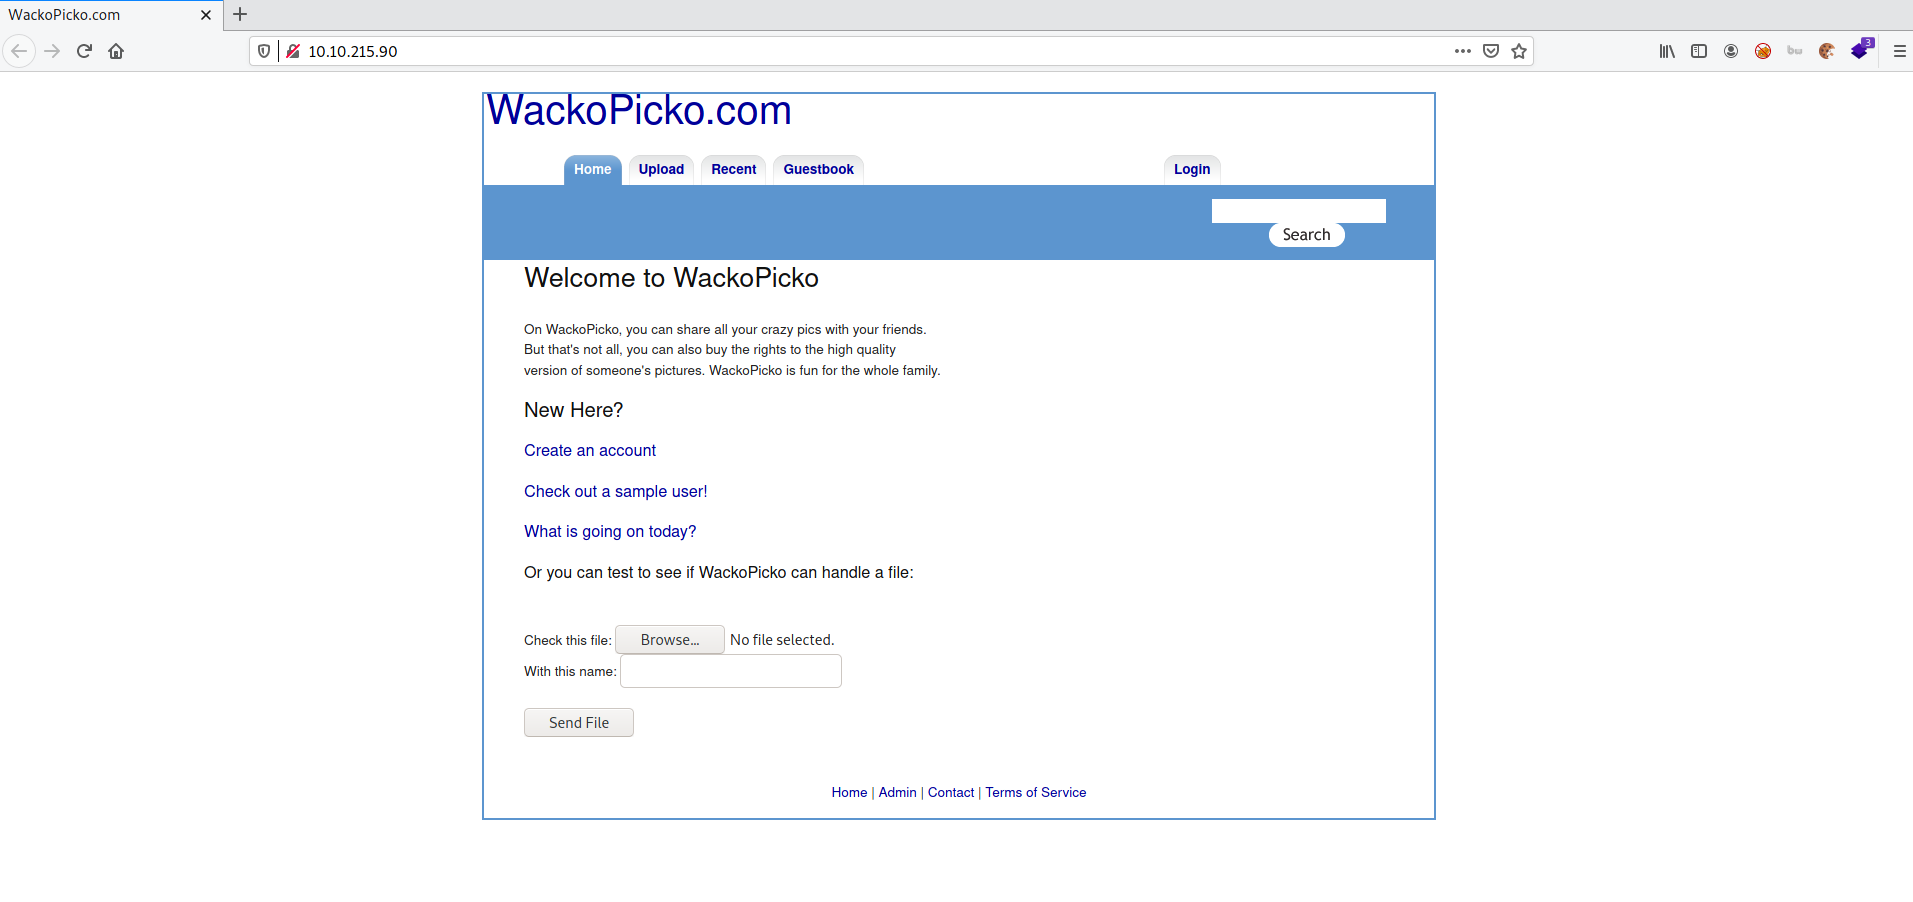 WackoPicko.com
10.10.215.90
3
WackoPicko.com
Home Upload Recent Guestbook Login
Search
Welcome to WackoPicko
On WackoPicko, you can share all your crazy pics with your friends.
But that's not all, you can also buy the rights to the high quality
version of someone's pictures. WackoPicko is fun for the whole family.
New Here?
Create an account
Check out a sample user!
What is going on today?
Or you can test to see if WackoPicko can handle a file:
Check this file: Browse... No file selected.
With this name:
Send File
Home | Admin | Contact | Terms of Service